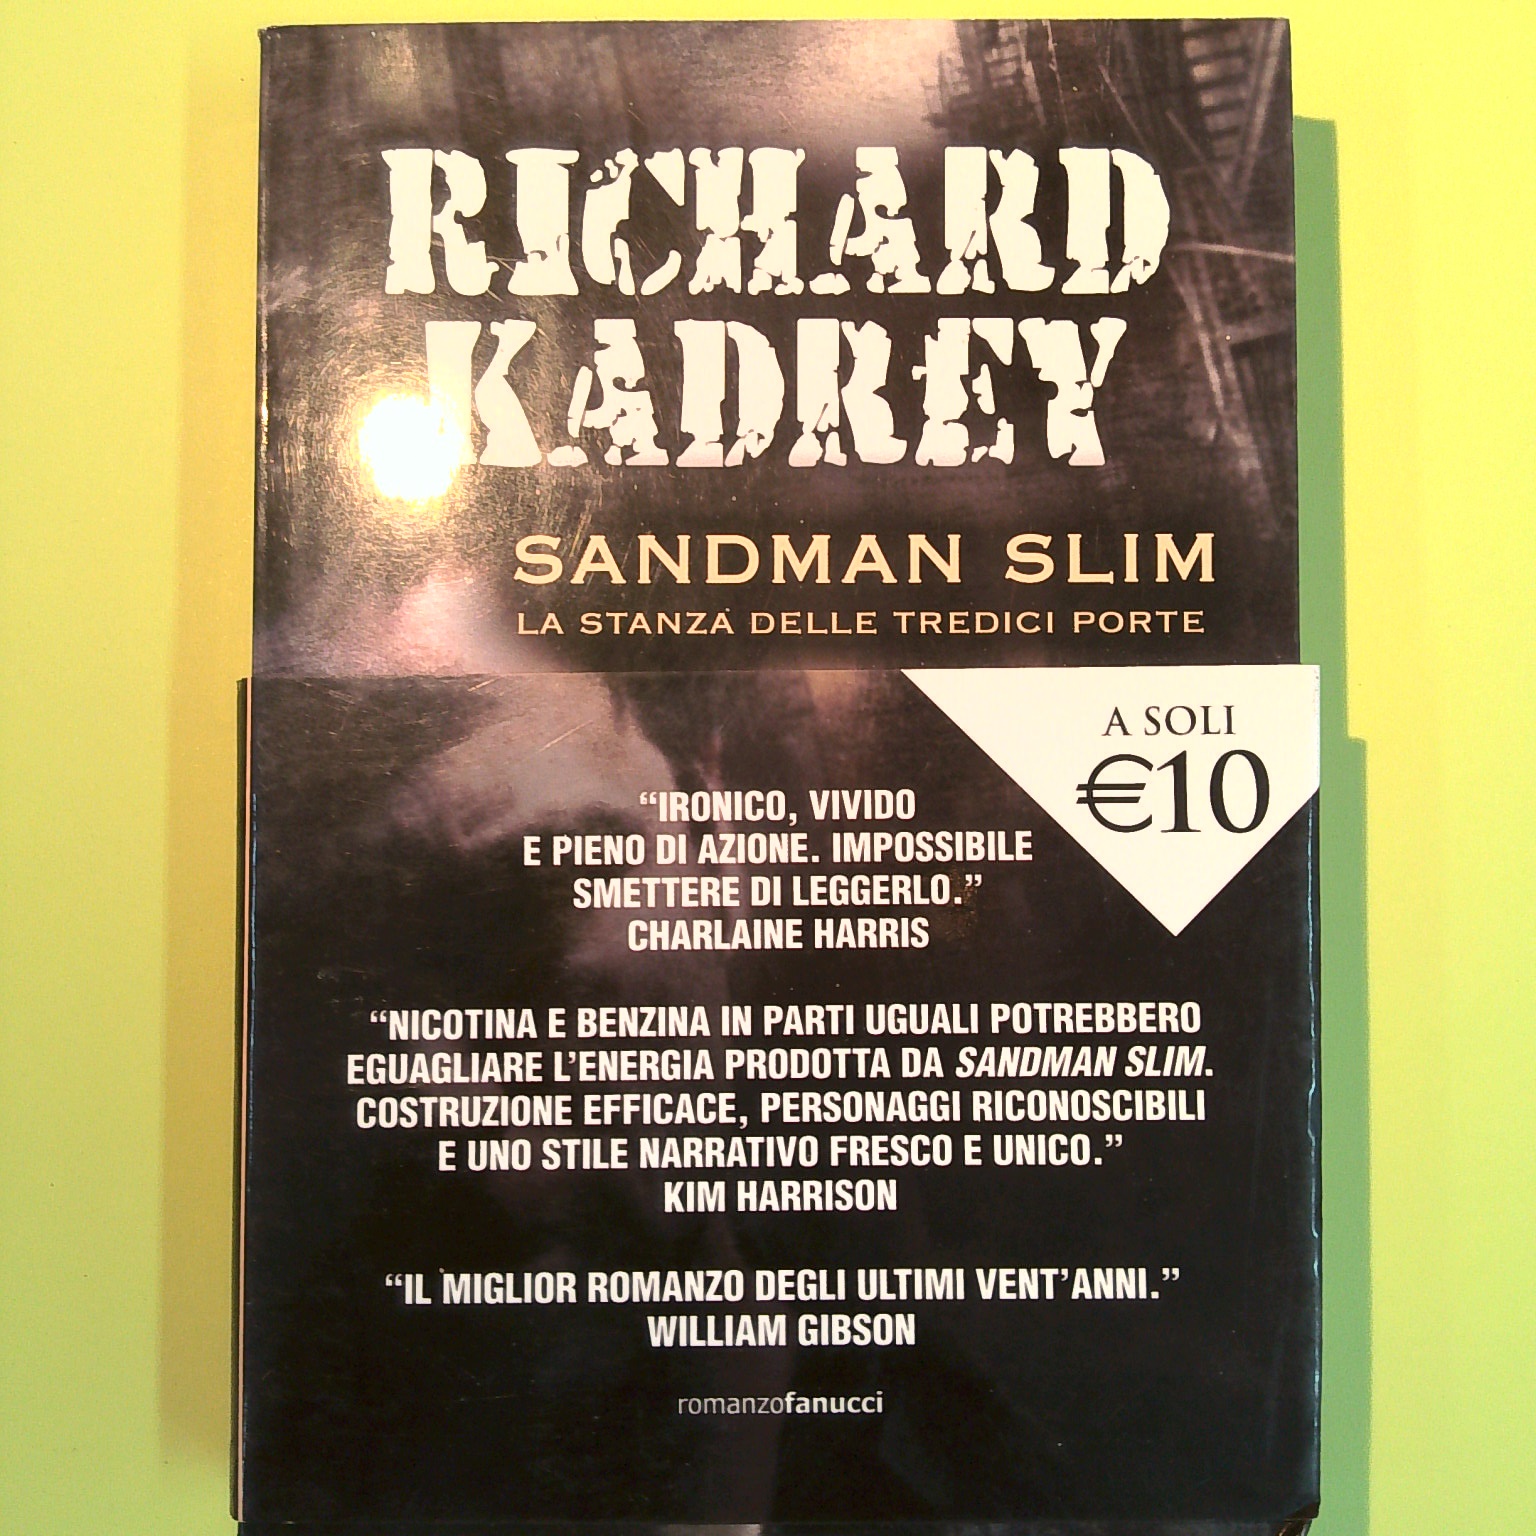 RICHARD
KADREY
SANDMAN SLIM
LA STANZA DELLE TREDICI PORTE
A SOLI
€10
“IRONICO, VIVIDO
E PIENO DI AZIONE. IMPOSSIBILE
SMETTERE DI LEGGERLO.”
CHARLAINE HARRIS
“NICOTINA E BENZINA IN PARTI UGUALI POTREBBERO
EGUAGLIARE L’ENERGIA PRODOTTA DA SANDMAN SLIM.
COSTRUZIONE EFFICACE, PERSONAGGI RICONOSCIBILI
E UNO STILE NARRATIVO FRESCO E UNICO.”
KIM HARRISON
“IL MIGLIOR ROMANZO DEGLI ULTIMI VENT’ANNI.”
WILLIAM GIBSON
romanzofanucci